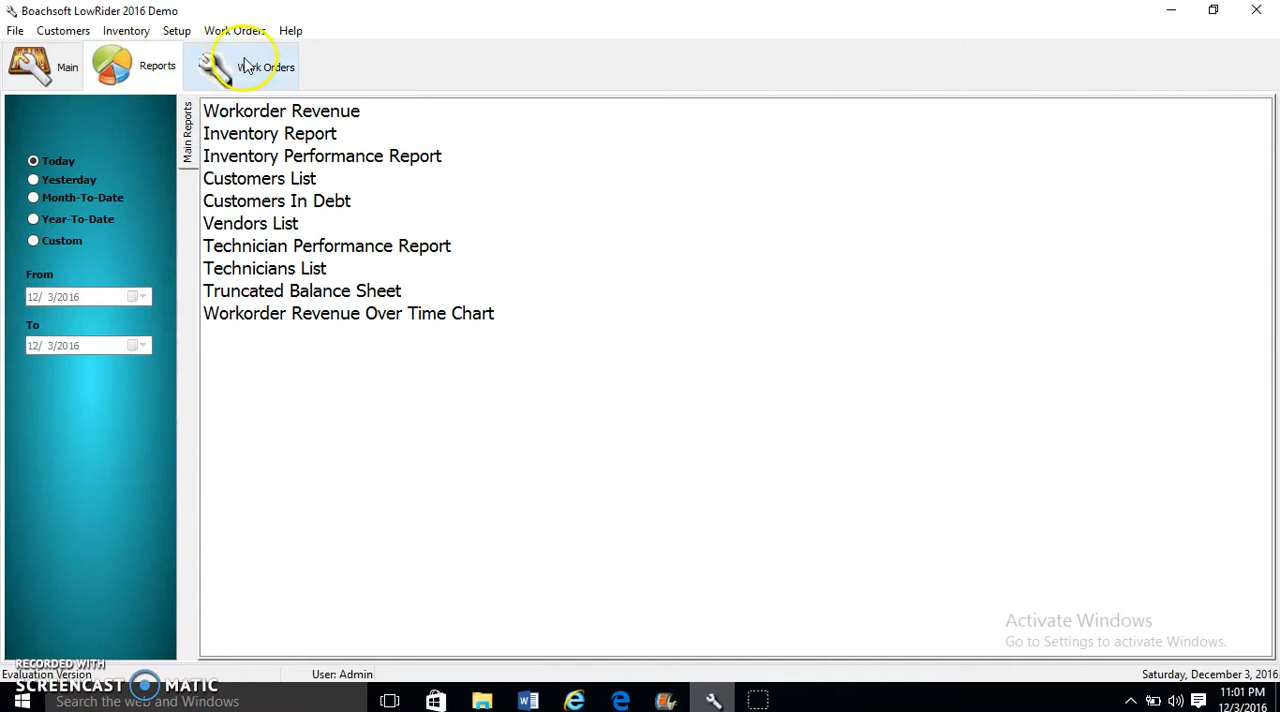 Boachsoft LowRider 2016 Demo
File Customers Inventory Setup Work Orders Help
Main Reports Work Orders
Main Reports
Today
Yesterday
Month-To-Date
Year-To-Date
Custom
From
12/ 3/2016
To
12/ 3/2016
Workorder Revenue
Inventory Report
Inventory Performance Report
Customers List
Customers In Debt
Vendors List
Technician Performance Report
Technicians List
Truncated Balance Sheet
Workorder Revenue Over Time Chart
Activate Windows
Go to Settings to activate Windows.
RECORDED WITH
SCREENCAST MATIC
Evaluation Version User: Admin Saturday, December 3, 2016
Search the web and Windows
11:01 PM
12/3/2016